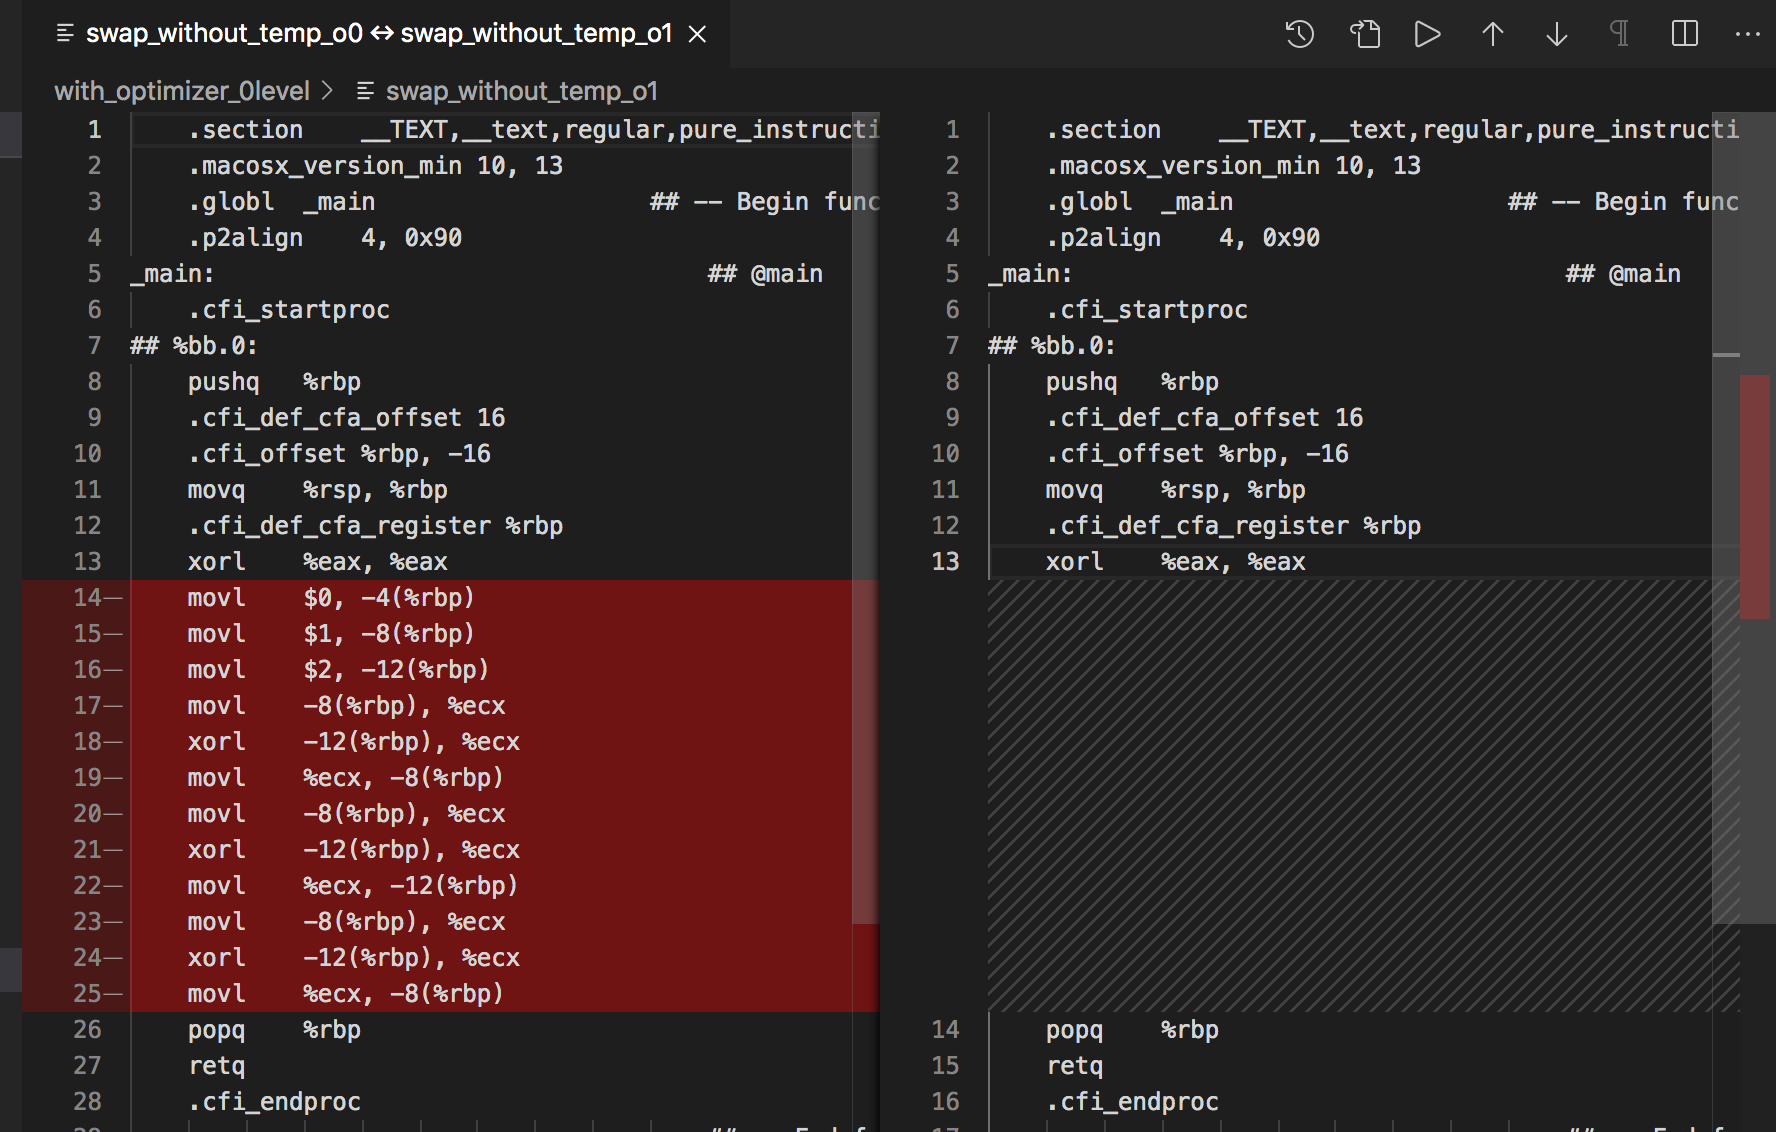 swap_without_temp_o0 ↔ swap_without_temp_o1
with_optimizer_0level > swap_without_temp_o1
1 .section __TEXT,__text,regular,pure_instructi
2 .macosx_version_min 10, 13
3 .globl _main ## -- Begin func
4 .p2align 4, 0x90
5 _main: ## @main
6 .cfi_startproc
7 ## %bb.0:
8 pushq %rbp
9 .cfi_def_cfa_offset 16
10 .cfi_offset %rbp, -16
11 movq %rsp, %rbp
12 .cfi_def_cfa_register %rbp
13 xorl %eax, %eax
14— movl $0, -4(%rbp)
15— movl $1, -8(%rbp)
16— movl $2, -12(%rbp)
17— movl -8(%rbp), %ecx
18— xorl -12(%rbp), %ecx
19— movl %ecx, -8(%rbp)
20— movl -8(%rbp), %ecx
21— xorl -12(%rbp), %ecx
22— movl %ecx, -12(%rbp)
23— movl -8(%rbp), %ecx
24— xorl -12(%rbp), %ecx
25— movl %ecx, -8(%rbp)
26 popq %rbp
27 retq
28 .cfi_endproc
1 .section __TEXT,__text,regular,pure_instructi
2 .macosx_version_min 10, 13
3 .globl _main ## -- Begin func
4 .p2align 4, 0x90
5 _main: ## @main
6 .cfi_startproc
7 ## %bb.0:
8 pushq %rbp
9 .cfi_def_cfa_offset 16
10 .cfi_offset %rbp, -16
11 movq %rsp, %rbp
12 .cfi_def_cfa_register %rbp
13 xorl %eax, %eax
14 popq %rbp
15 retq
16 .cfi_endproc